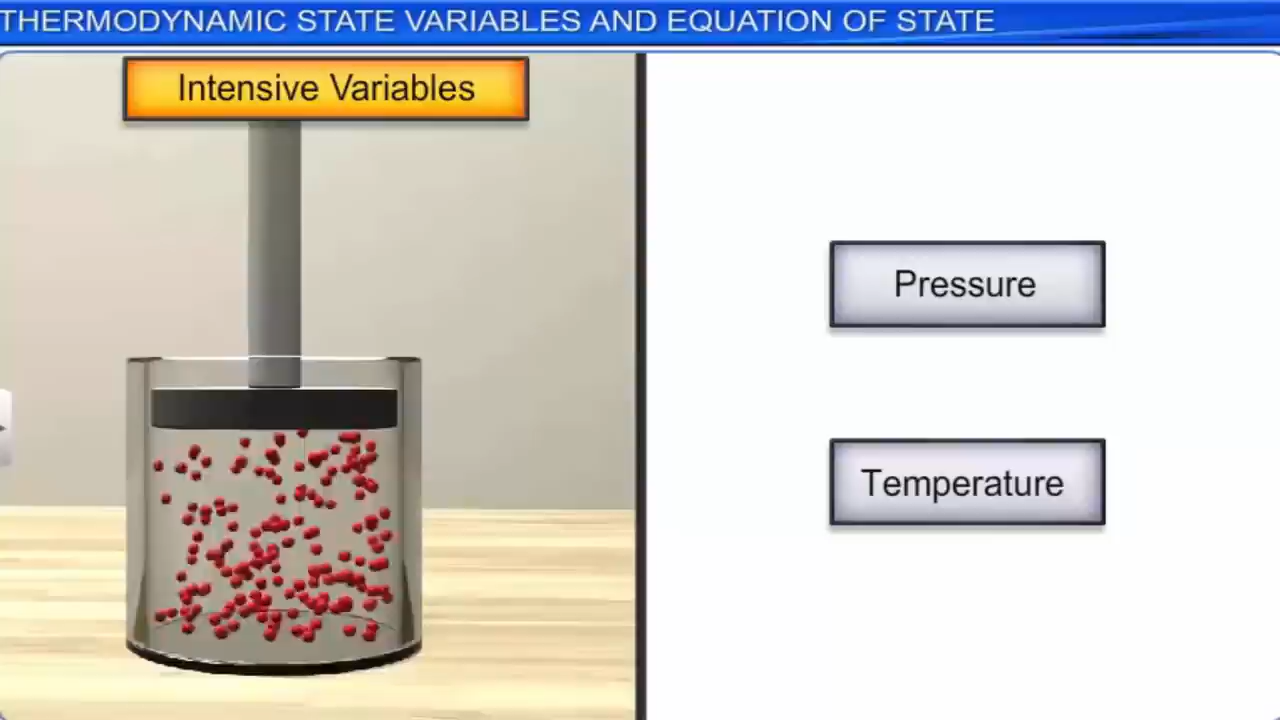 THERMODYNAMIC STATE VARIABLES AND EQUATION OF STATE
Intensive Variables
Pressure
Temperature